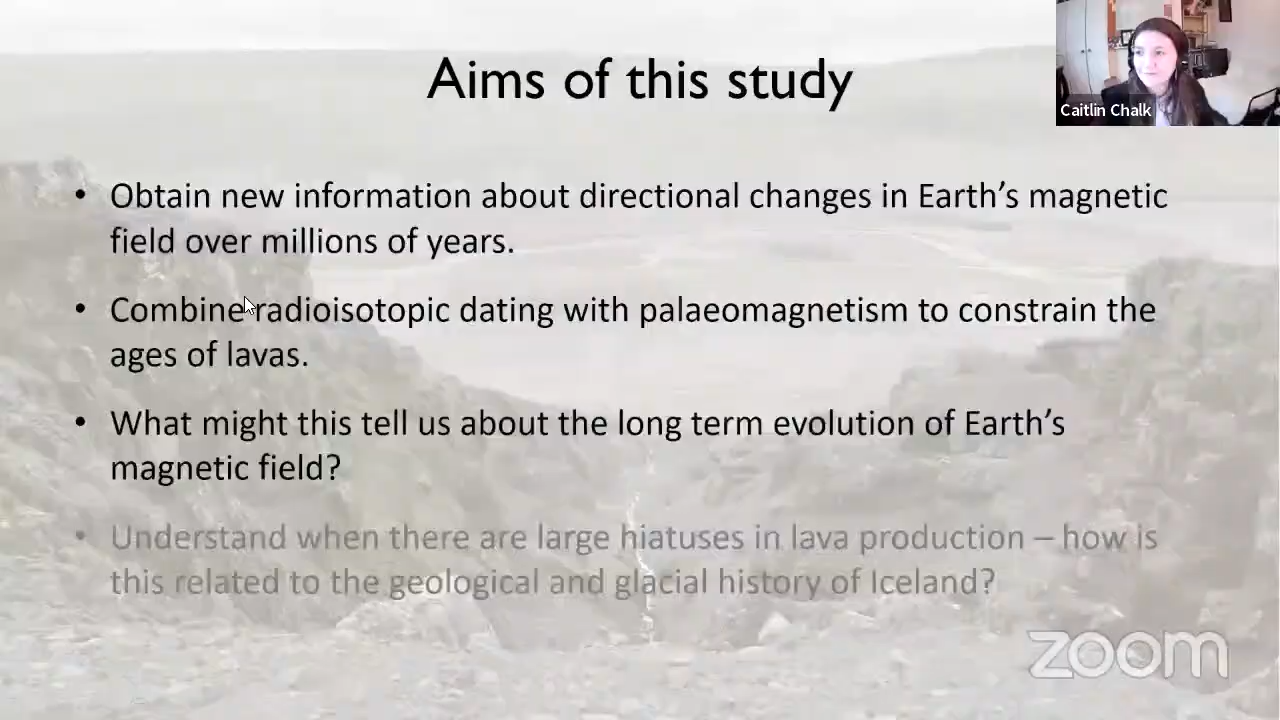 Aims of this study
Caitlin Chalk
• Obtain new information about directional changes in Earth’s magnetic
field over millions of years.
• Combine radioisotopic dating with palaeomagnetism to constrain the
ages of lavas.
• What might this tell us about the long term evolution of Earth’s
magnetic field?
• Understand when there are large hiatuses in lava production – how is
this related to the geological and glacial history of Iceland?
zoom